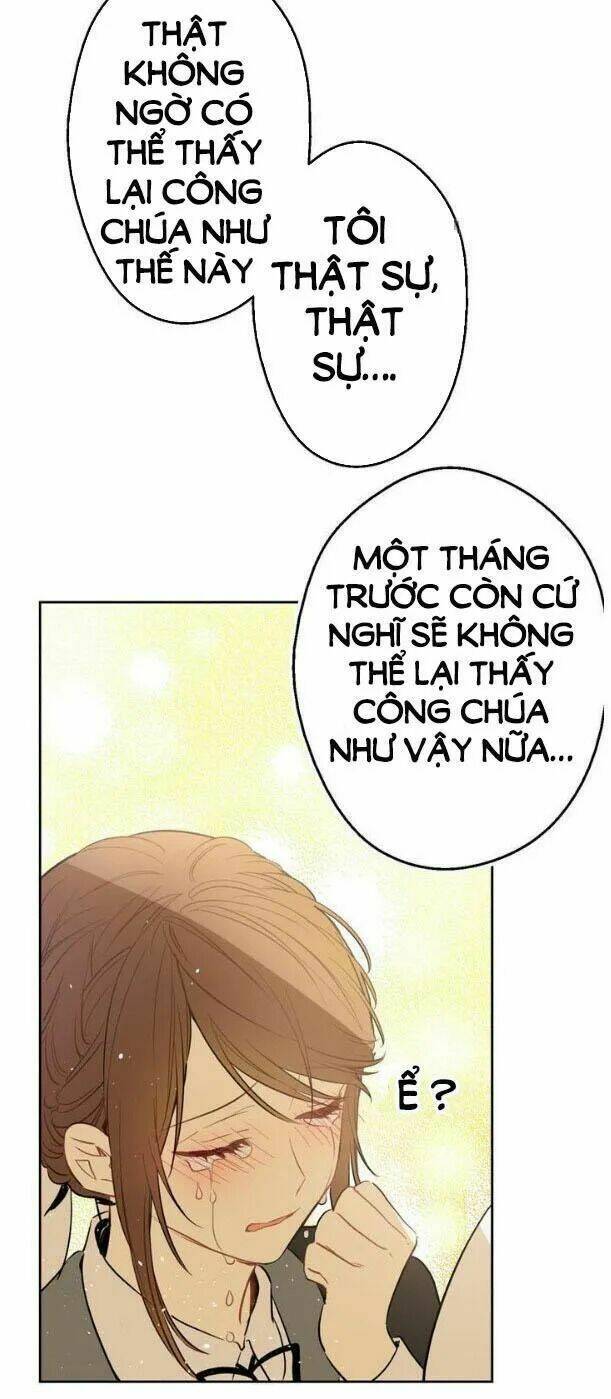 THẬT
KHÔNG
NGỜ CÓ
THỂ THẤY
LẠI CÔNG
CHÚA NHƯ
THẾ NÀY
TÔI
THẬT SỰ,
THẬT
SỰ....
MỘT THÁNG
TRƯỚC CÒN CỨ
NGHĨ SẼ KHÔNG
THỂ LẠI THẤY
CÔNG CHÚA
NHƯ VẬY NỮA...
Ể ?